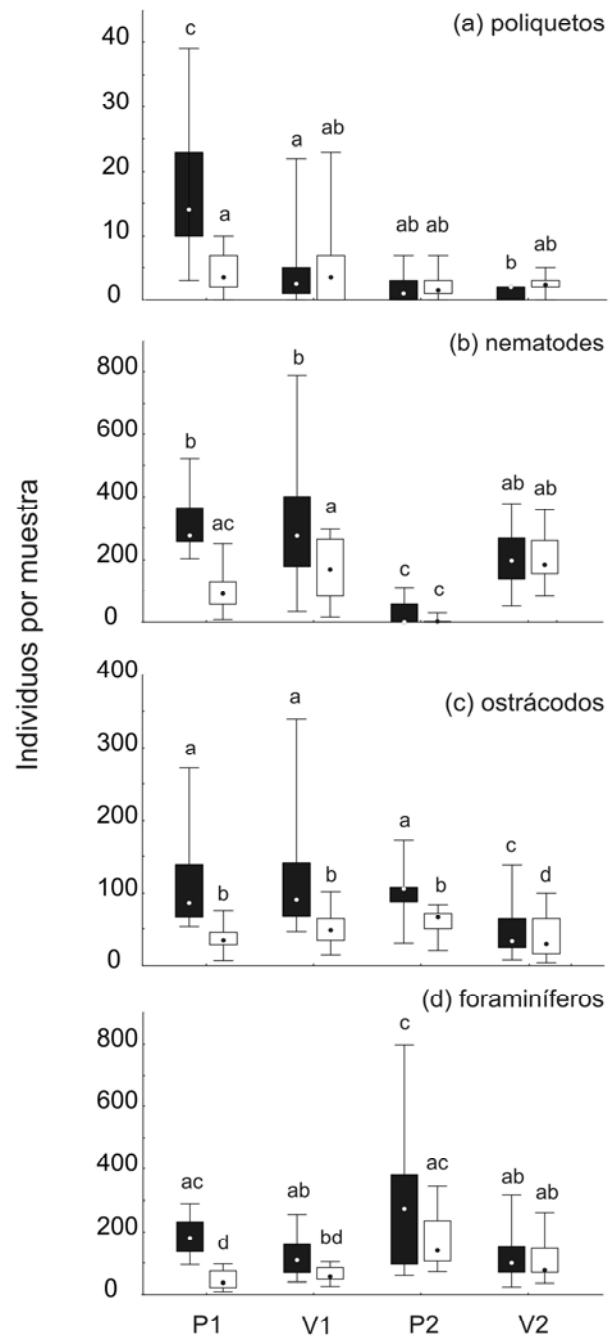 Individuos por muestra
(a) poliquetos
40
30
20
10
0
c a a ab ab ab b ab
(b) nematodes
800
600
400
200
0
b ac b a c c ab ab
(c) ostrácodos
400
300
200
100
0
a b a b a b c d
(d) foraminíferos
800
600
400
200
0
ac d ab bd c ac ab ab
P1 V1 P2 V2